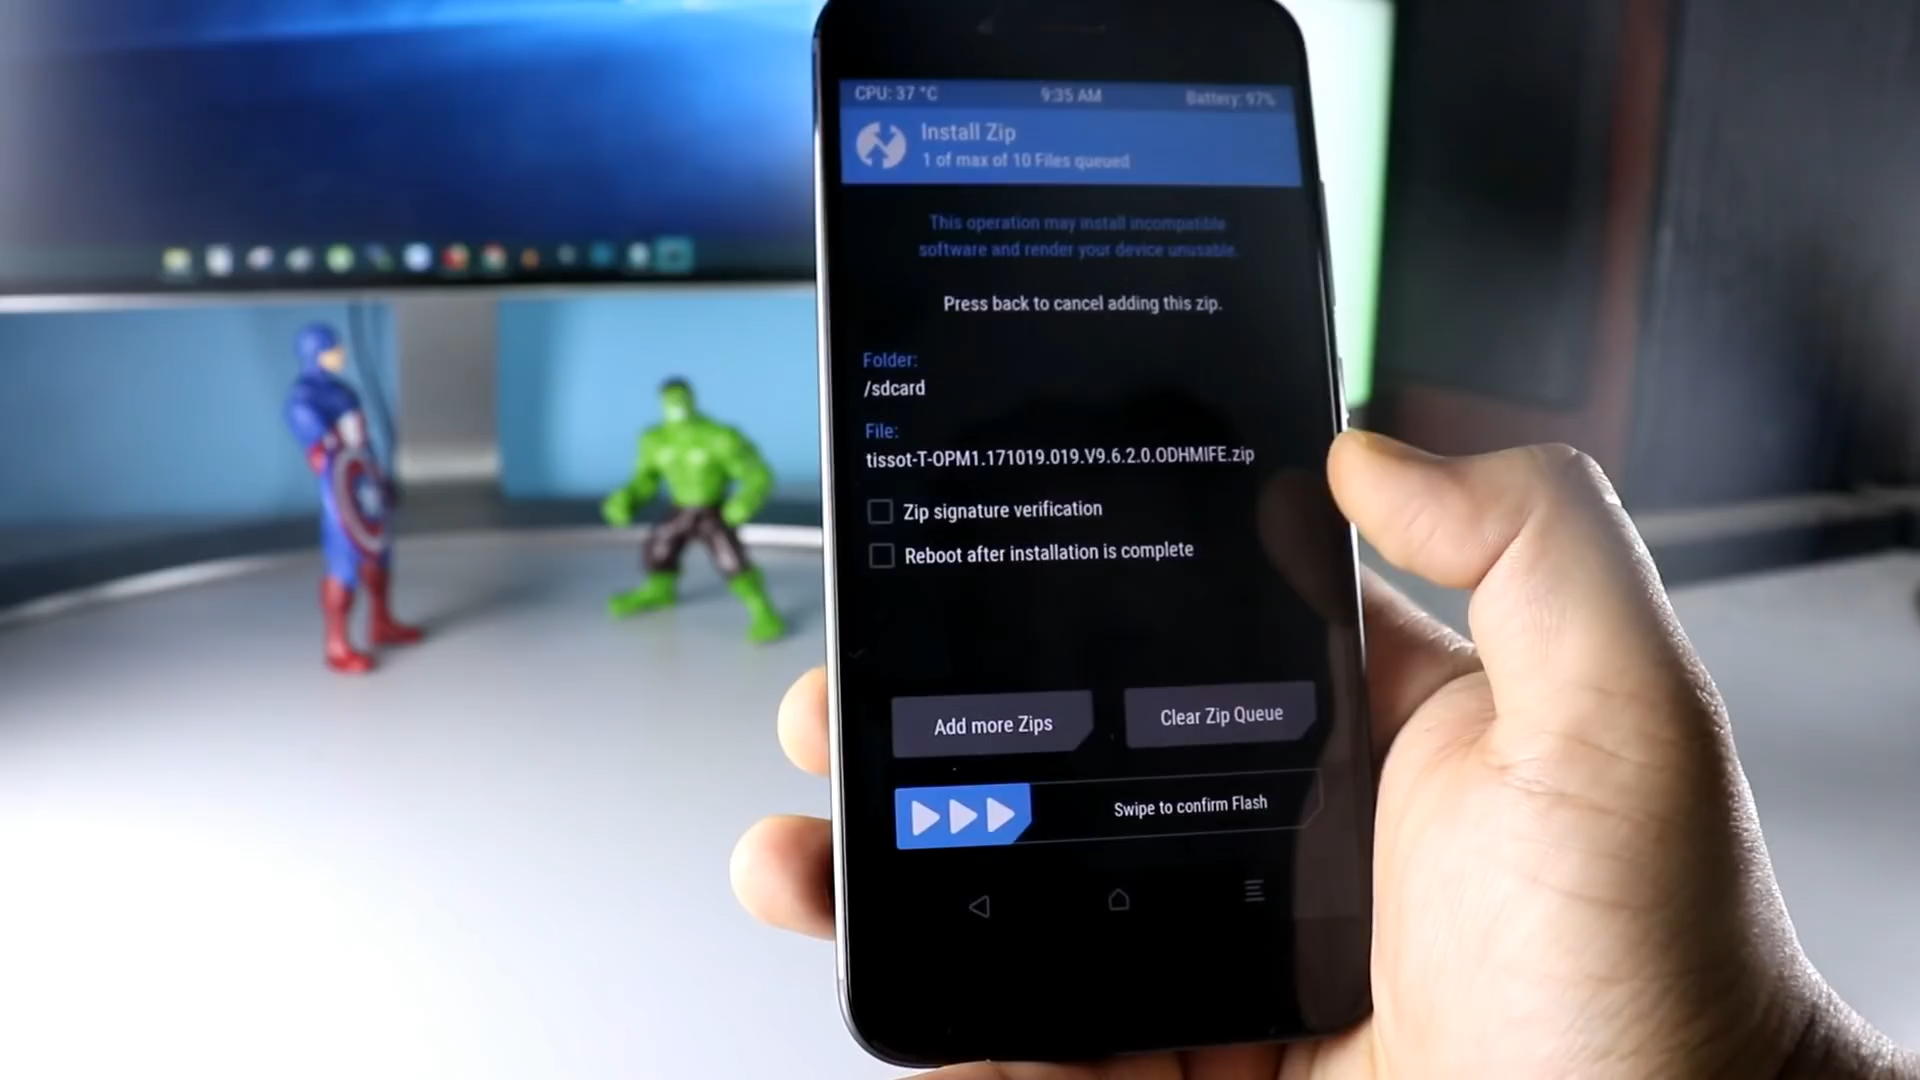 CPU: 37 °C 9:35 AM Battery: 97%
Install Zip
1 of max of 10 Files queued
This operation may install incompatible
software and render your device unusable.
Press back to cancel adding this zip.
Folder:
/sdcard
File:
tissot-T-OPM1.171019.019.V9.6.2.0.ODHMIFE.zip
Zip signature verification
Reboot after installation is complete
Add more Zips Clear Zip Queue
Swipe to confirm Flash